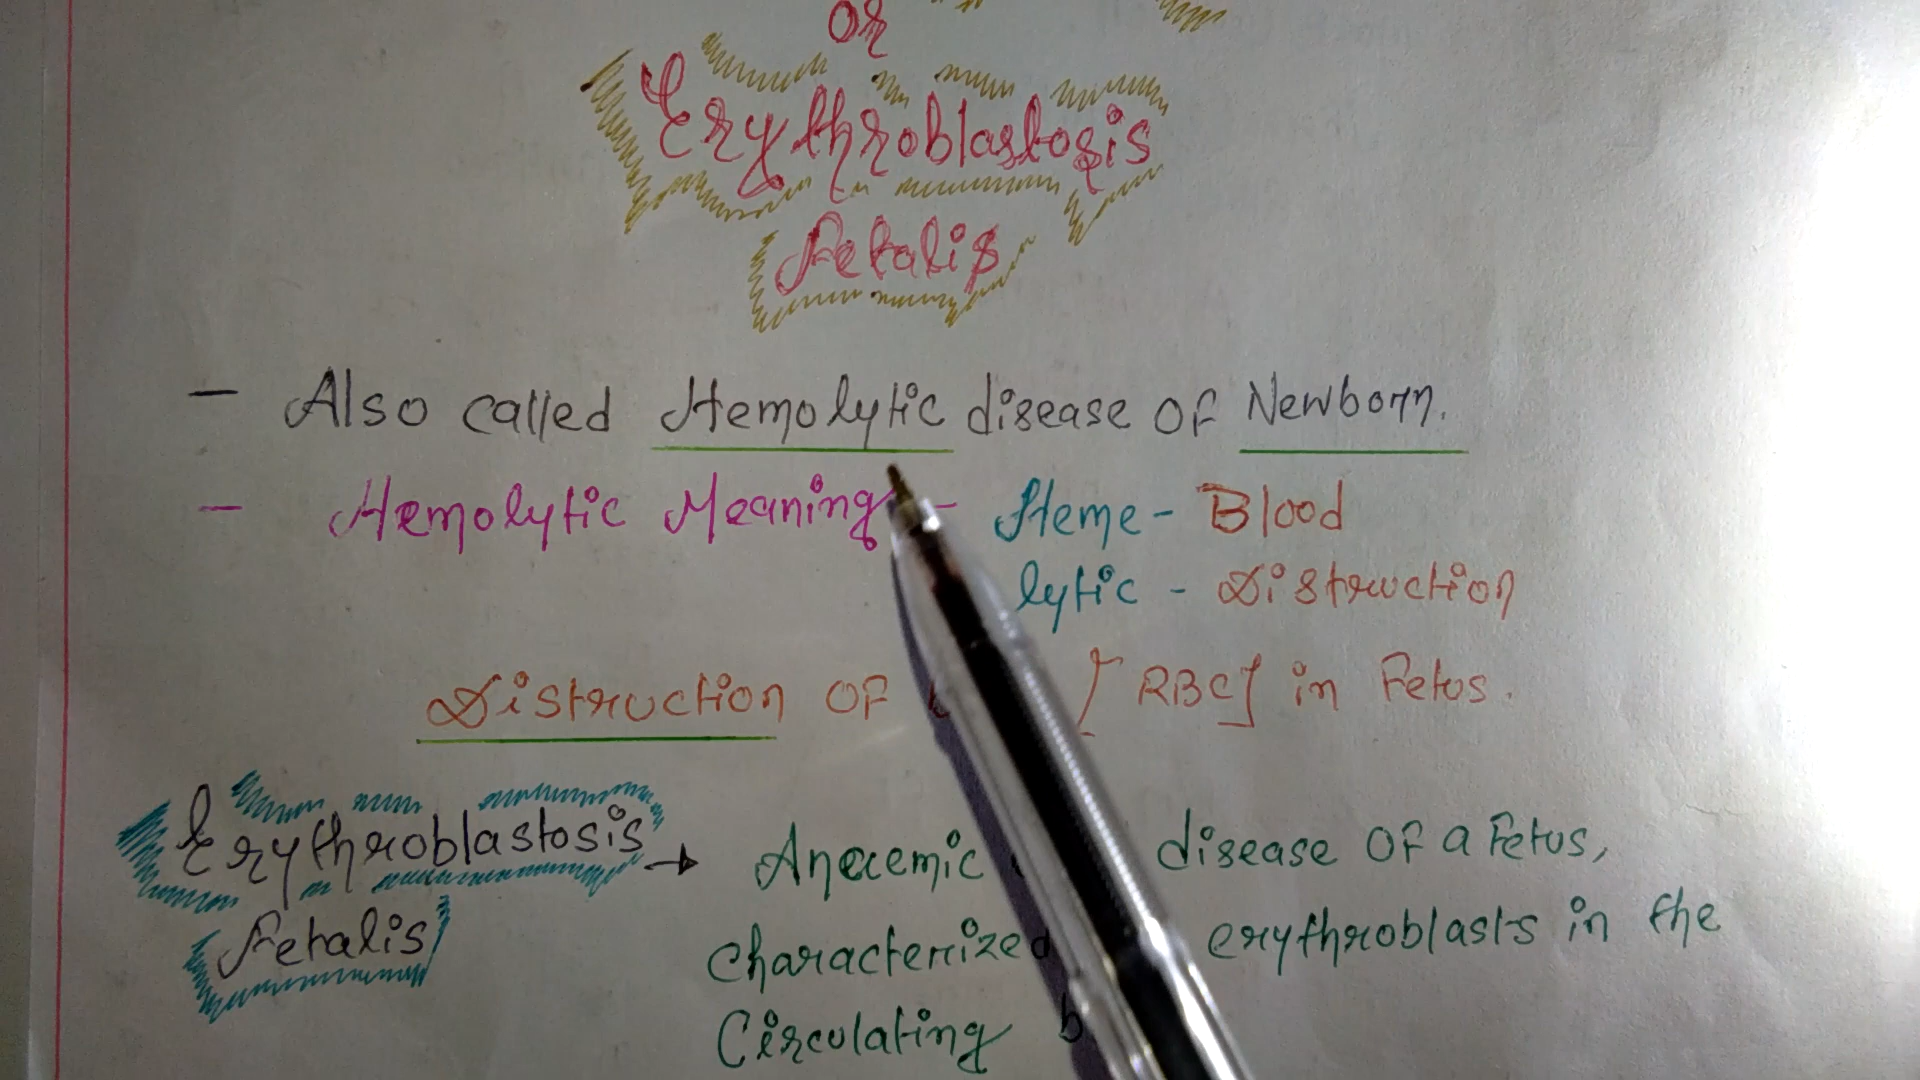 or
Erythroblastosis
Fetalis
- Also called Hemolytic disease of Newborn.
- Hemolytic Meaning - Heme - Blood
lytic - Distruction
Distruction of [RBC] in Fetus.
Erythroblastosis → Anaemic disease of a Fetus,
Fetalis characterized erythroblasts in the
Circulating